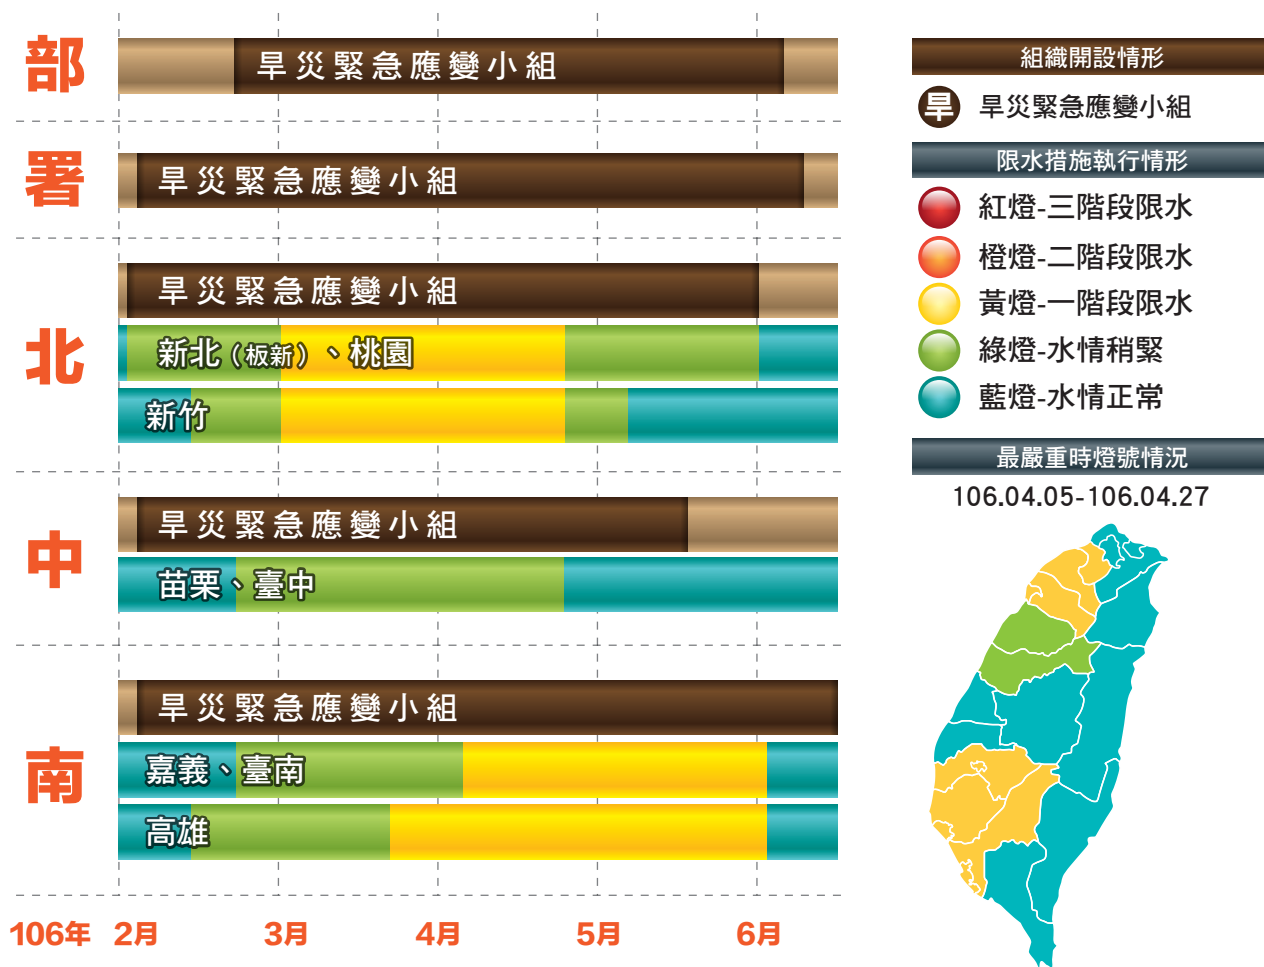 部
旱災緊急應變小組
署
旱災緊急應變小組
北
旱災緊急應變小組
新北（板新）、桃園
新竹
中
旱災緊急應變小組
苗栗、臺中
南
旱災緊急應變小組
嘉義、臺南
高雄
106年 2月 3月 4月 5月 6月
組織開設情形
旱 旱災緊急應變小組
限水措施執行情形
紅燈-三階段限水
橙燈-二階段限水
黃燈-一階段限水
綠燈-水情稍緊
藍燈-水情正常
最嚴重時燈號情況
106.04.05-106.04.27